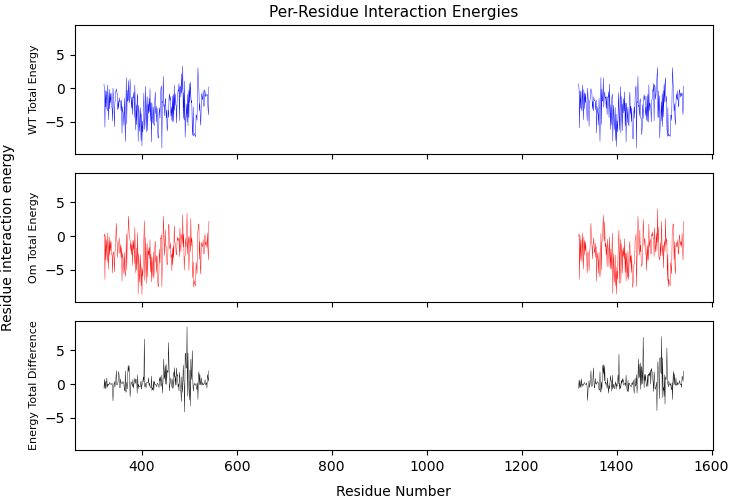 Per-Residue Interaction Energies
Residue interaction energy
WT Total Energy
5
0
−5
Om Total Energy
5
0
−5
Energy Total Difference
5
0
−5
400 600 800 1000 1200 1400 1600
Residue Number